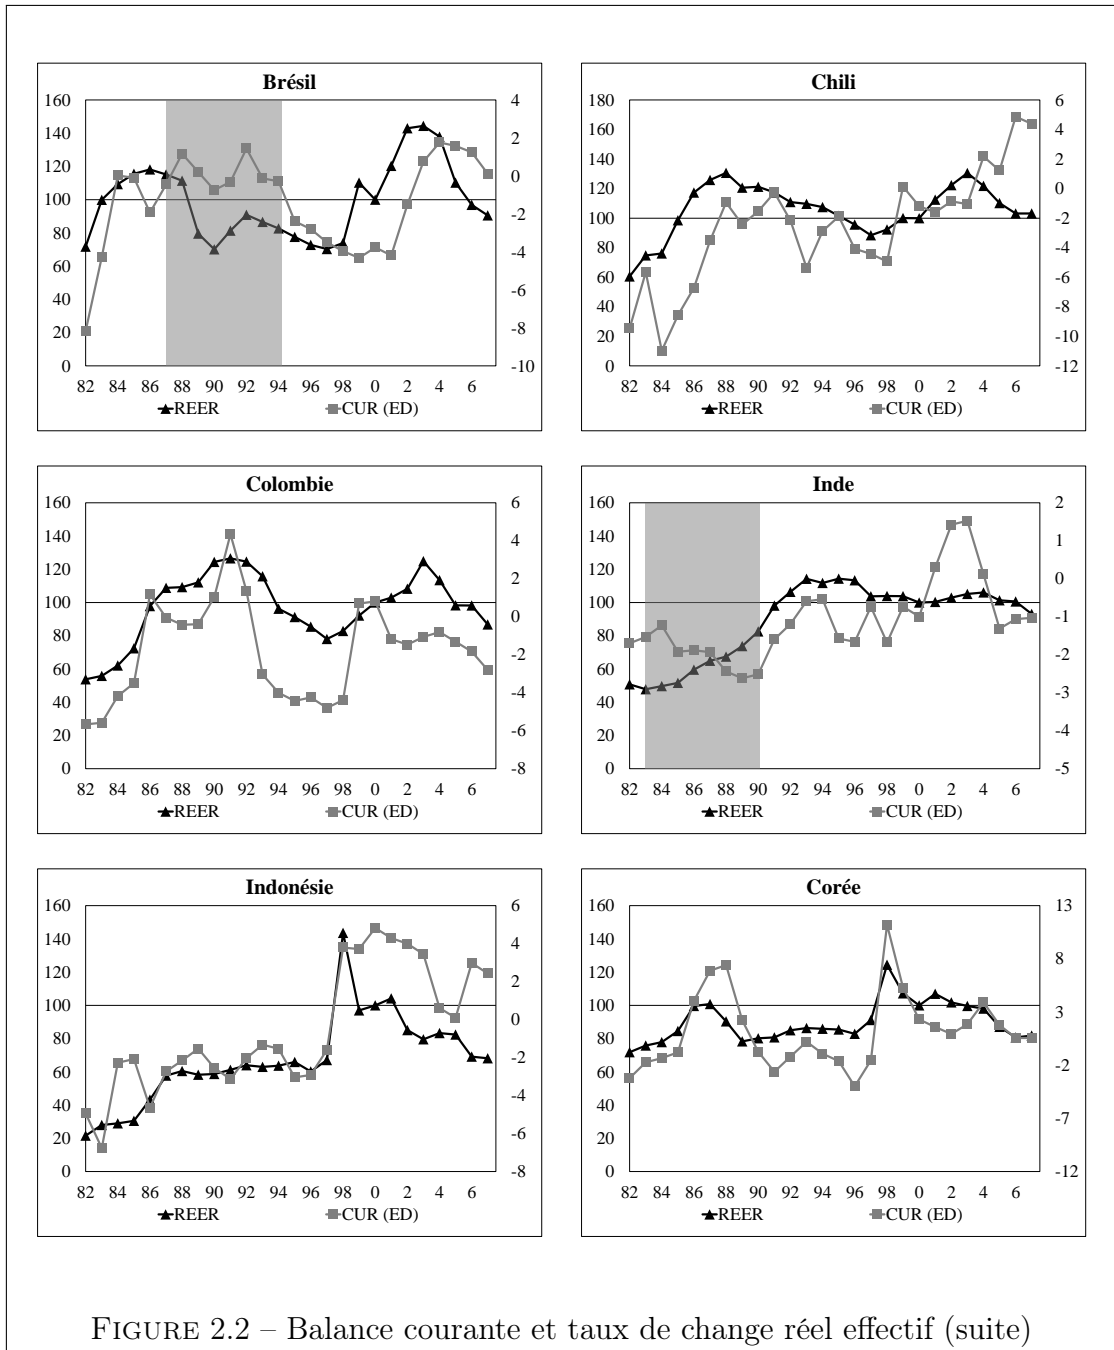 Brésil
160 140 120 100 80 60 40 20 0
4 2 0 -2 -4 -6 -8 -10
82 84 86 88 90 92 94 96 98 0 2 4 6
REER CUR (ED)
Chili
180 160 140 120 100 80 60 40 20 0
6 4 2 0 -2 -4 -6 -8 -10 -12
82 84 86 88 90 92 94 96 98 0 2 4 6
REER CUR (ED)
Colombie
160 140 120 100 80 60 40 20 0
6 4 2 0 -2 -4 -6 -8
82 84 86 88 90 92 94 96 98 0 2 4 6
REER CUR (ED)
Inde
160 140 120 100 80 60 40 20 0
2 1 0 -1 -2 -3 -4 -5
82 84 86 88 90 92 94 96 98 0 2 4 6
REER CUR (ED)
Indonésie
160 140 120 100 80 60 40 20 0
6 4 2 0 -2 -4 -6 -8
82 84 86 88 90 92 94 96 98 0 2 4 6
REER CUR (ED)
Corée
160 140 120 100 80 60 40 20 0
13 8 3 -2 -7 -12
82 84 86 88 90 92 94 96 98 0 2 4 6
REER CUR (ED)
FIGURE 2.2 – Balance courante et taux de change réel effectif (suite)